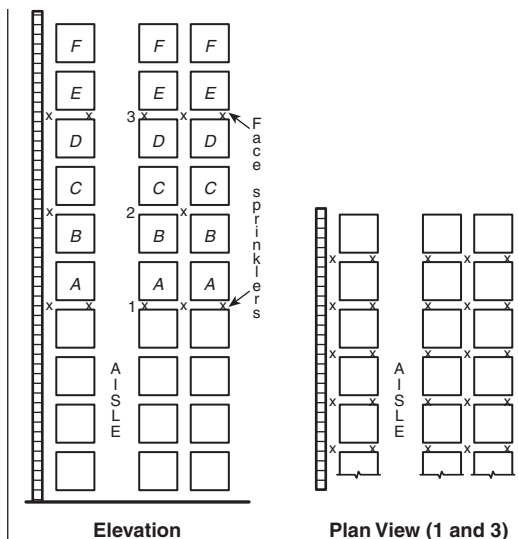 F F F
E E E
x x 3 x x x
D D D
C C C
x 2 x
B B B
A A A
x x 1 x x x
Face sprinklers
AISLE
Elevation
x x x x x
x x x x x
x x x x x
AISLE
x x x x x
x x x x x
Plan View (1 and 3)